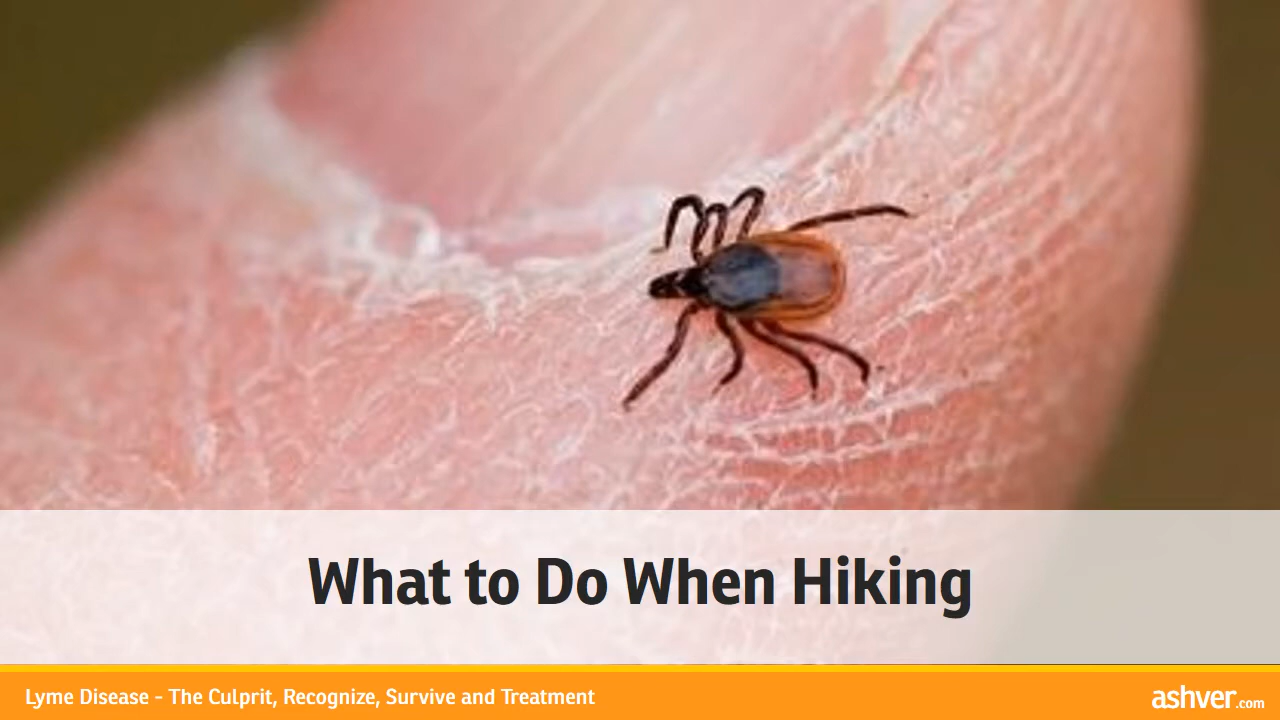 What to Do When Hiking
Lyme Disease - The Culprit, Recognize, Survive and Treatment
ashver.com